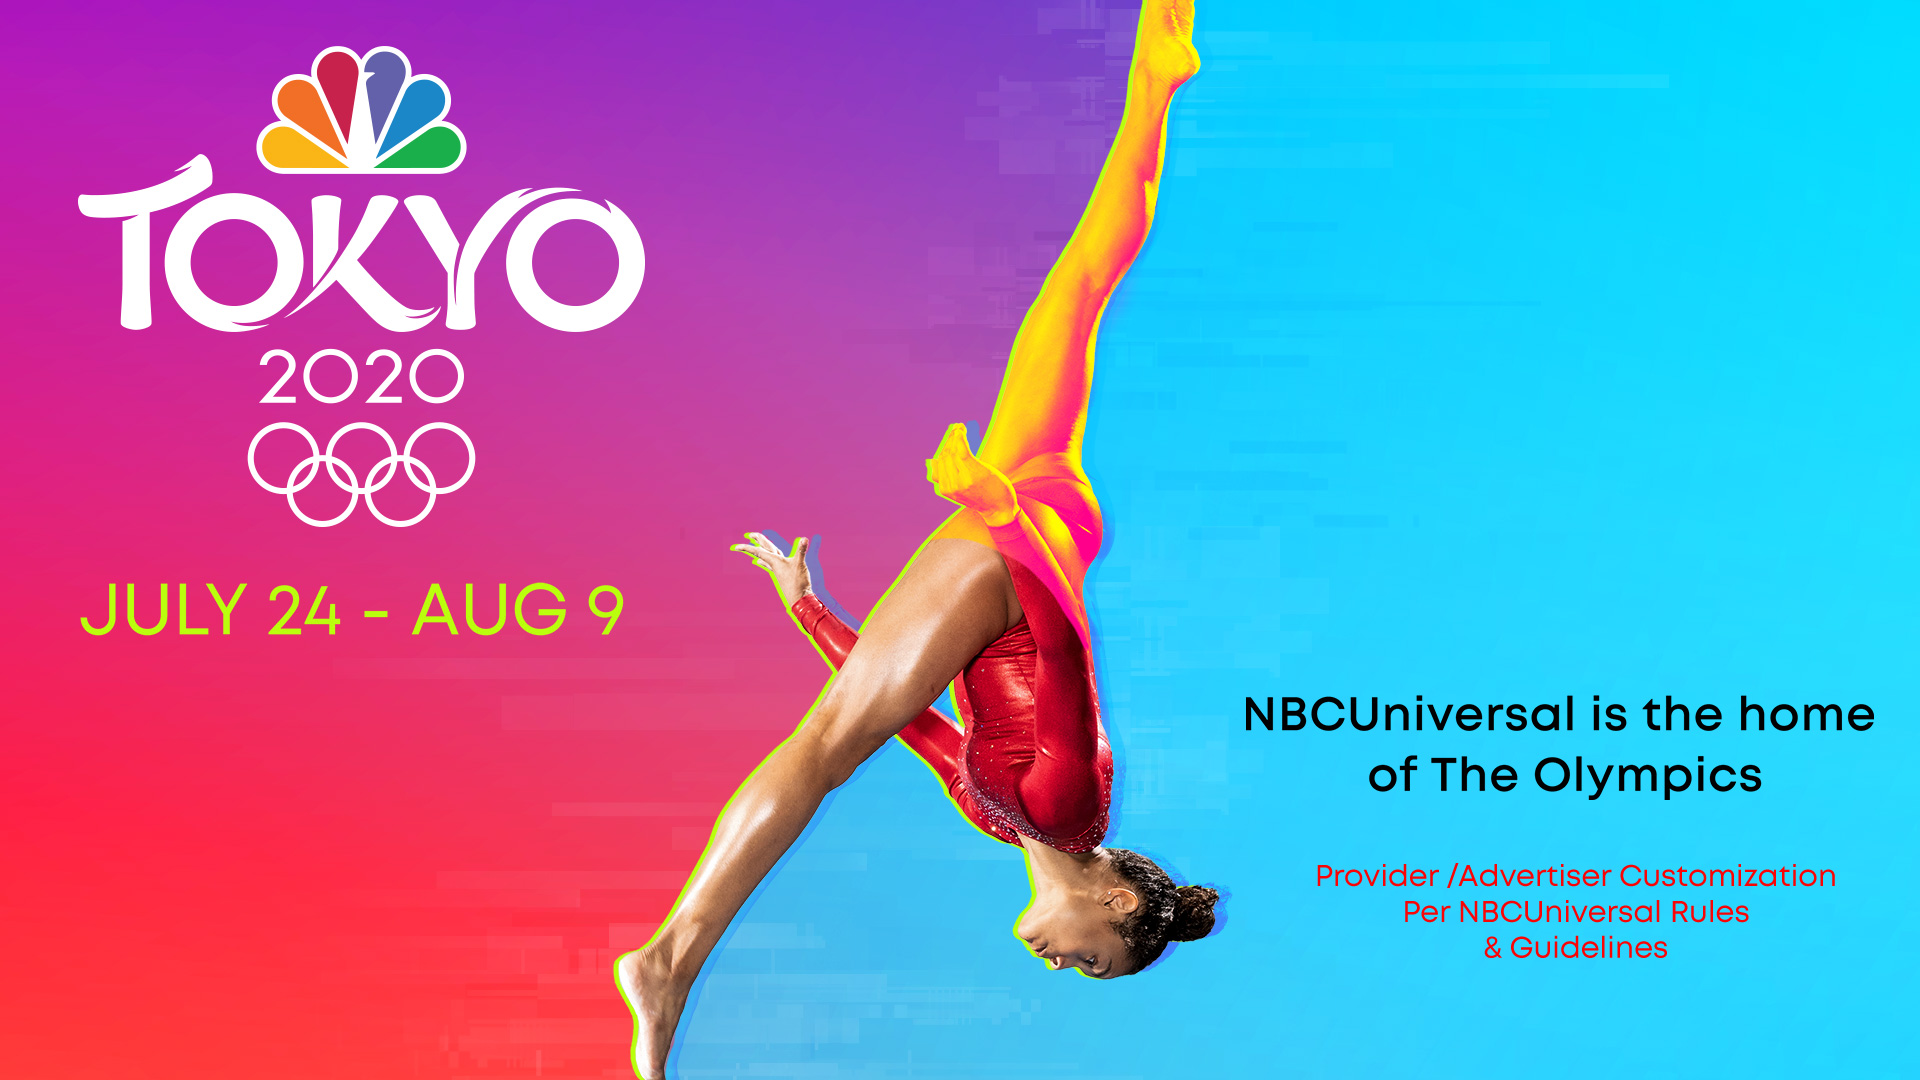 TOKYO
2020
JULY 24 - AUG 9
NBCUniversal is the home
of The Olympics
Provider /Advertiser Customization
Per NBCUniversal Rules
& Guidelines